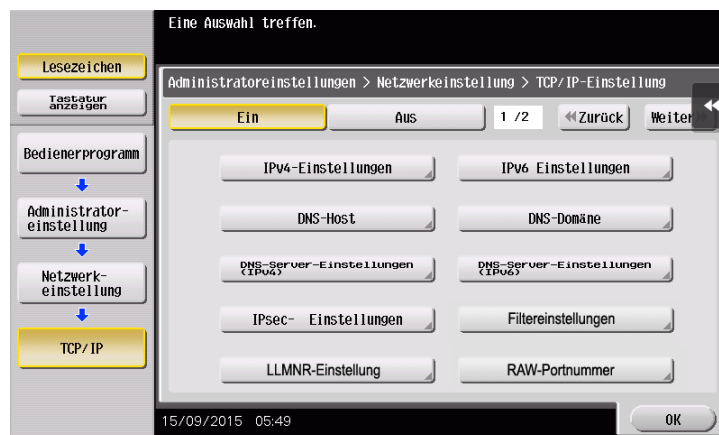 Eine Auswahl treffen.
Lesezeichen
Tastatur
anzeigen
Bedienerprogramm
Administrator-
einstellung
Netzwerk-
einstellung
TCP/IP
Administratoreinstellungen > Netzwerkeinstellung > TCP/IP-Einstellung
Ein Aus 1 /2 Zurück Weiter
IPv4-Einstellungen IPv6 Einstellungen
DNS-Host DNS-Domäne
DNS-Server-Einstellungen
(IPv4)
DNS-Server-Einstellungen
(IPv6)
IPsec- Einstellungen Filtereinstellungen
LLMNR-Einstellung RAW-Portnummer
15/09/2015 05:49 OK